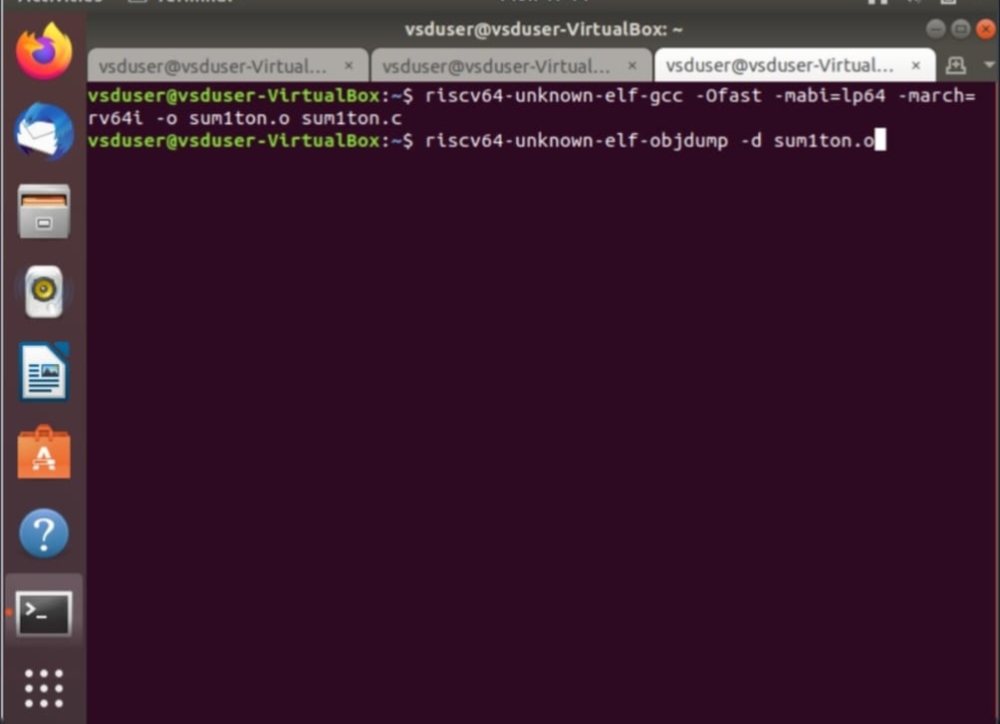 vsduser@vsduser-VirtualBox: ~
vsduser@vsduser-Virtual... × vsduser@vsduser-Virtual... × vsduser@vsduser-Virtual... ×
vsduser@vsduser-VirtualBox:~$ riscv64-unknown-elf-gcc -Ofast -mabi=lp64 -march=
rv64i -o sum1ton.o sum1ton.c
vsduser@vsduser-VirtualBox:~$ riscv64-unknown-elf-objdump -d sum1ton.o